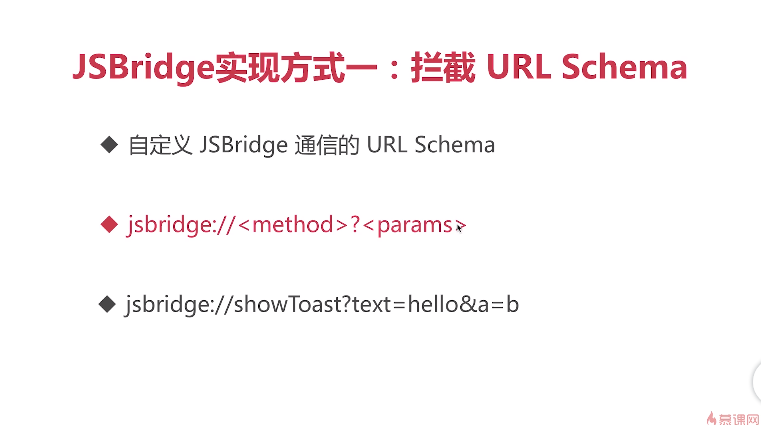 JSBridge实现方式一：拦截 URL Schema
自定义 JSBridge 通信的 URL Schema
jsbridge://<method>?<params>
jsbridge://showToast?text=hello&a=b
慕课网